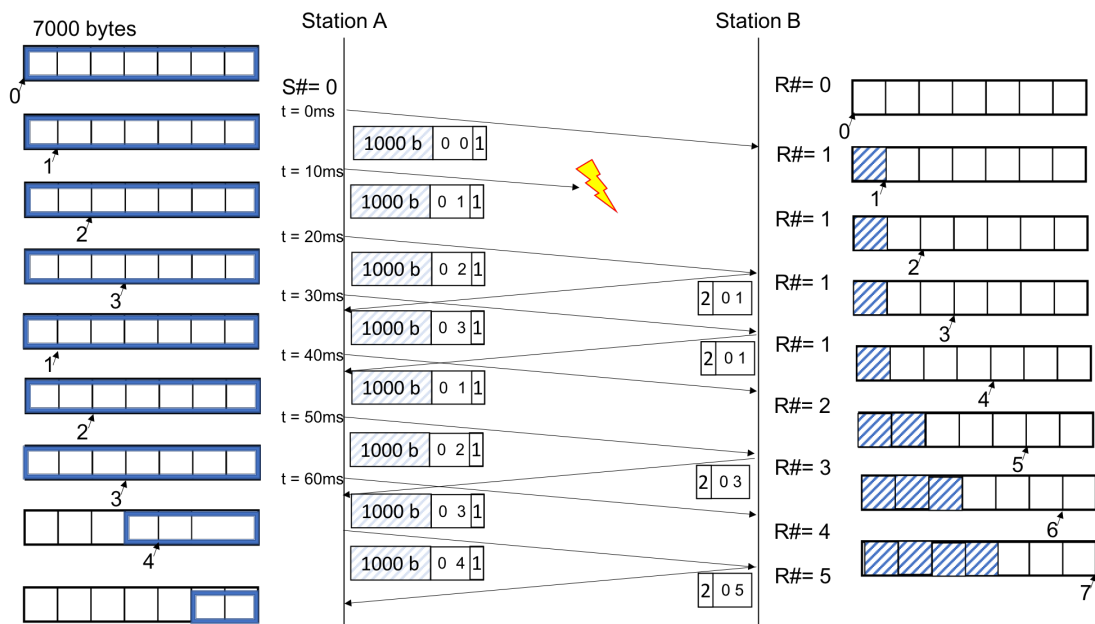 7000 bytes
0
1
2
3
1
2
3
4
Station A
S#= 0
t = 0ms
1000 b 0 0 1
t = 10ms
1000 b 0 1 1
t = 20ms
1000 b 0 2 1
t = 30ms
1000 b 0 3 1
t = 40ms
1000 b 0 1 1
t = 50ms
1000 b 0 2 1
t = 60ms
1000 b 0 3 1
1000 b 0 4 1
Station B
2 0 1
2 0 1
2 0 3
2 0 5
R#= 0
R#= 1
R#= 1
R#= 1
R#= 1
R#= 2
R#= 3
R#= 4
R#= 5
0
1
2
3
4
5
6
7